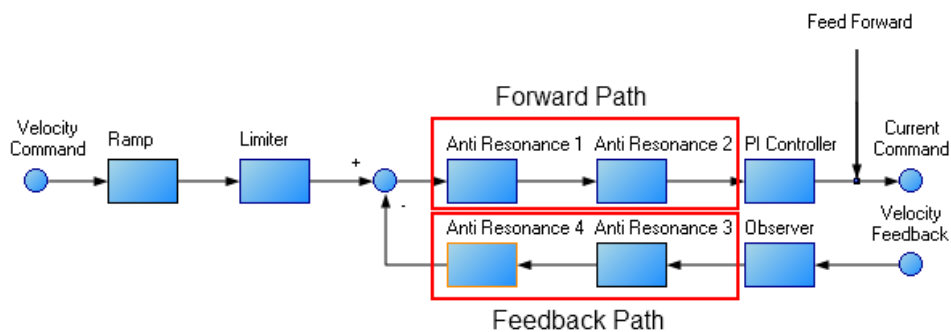 Feed Forward
Forward Path
Velocity
Command
Ramp
Limiter
Anti Resonance 1
Anti Resonance 2
PI Controller
Current
Command
+
-
Velocity
Feedback
Anti Resonance 4
Anti Resonance 3
Observer
Feedback Path